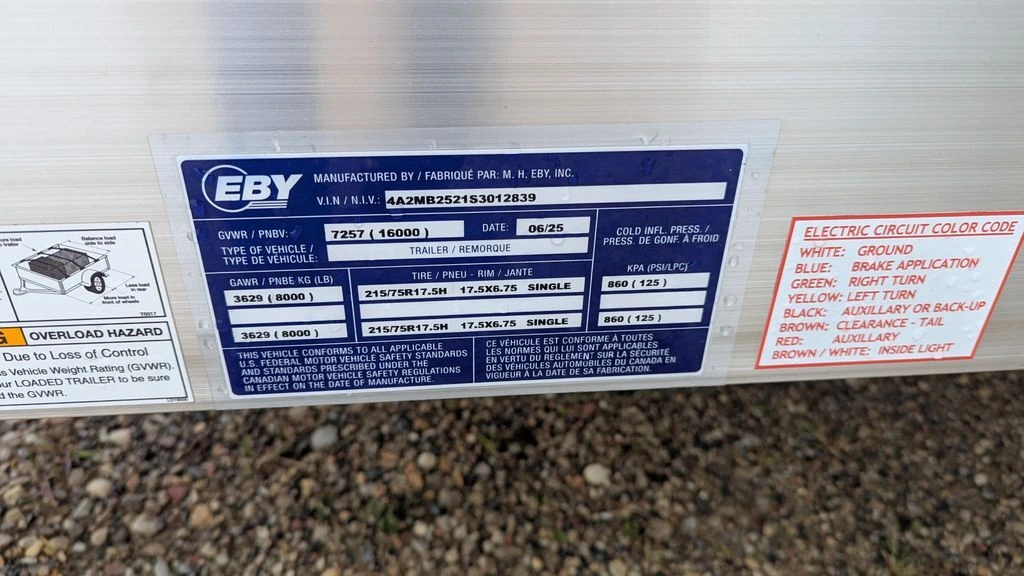 ure load
o trailer
Balance load
side to side
Less load
in rear
More load in
front of wheels
T0017
G OVERLOAD HAZARD
Due to Loss of Control
s Vehicle Weight Rating (GVWR).
ur LOADED TRAILER to be sure
d the GVWR.
EBY
MANUFACTURED BY / FABRIQUÉ PAR: M. H. EBY, INC.
V.I.N / N.I.V.: 4A2MB2521S3012839
GVWR / PNBV: 7257 ( 16000 ) DATE: 06/25
TYPE OF VEHICLE / TYPE DE VÉHICULE: TRAILER / REMORQUE
COLD INFL. PRESS. /
PRESS. DE GONF. À FROID
GAWR / PNBE KG (LB) TIRE / PNEU - RIM / JANTE KPA (PSI/LPC)
3629 ( 8000 ) 215/75R17.5H 17.5X6.75 SINGLE 860 ( 125 )
3629 ( 8000 ) 215/75R17.5H 17.5X6.75 SINGLE 860 ( 125 )
THIS VEHICLE CONFORMS TO ALL APPLICABLE
U.S. FEDERAL MOTOR VEHICLE SAFETY STANDARDS
AND STANDARDS PRESCRIBED UNDER THE
CANADIAN MOTOR VEHICLE SAFETY REGULATIONS
IN EFFECT ON THE DATE OF MANUFACTURE.
CE VÉHICULE EST CONFORME À TOUTES
LES NORMES QUI LUI SONT APPLICABLES
EN VERTU DU RÈGLEMENT SUR LA SÉCURITÉ
DES VÉHICULES AUTOMOBILES DU CANADA EN
VIGUEUR À LA DATE DE SA FABRICATION.
ELECTRIC CIRCUIT COLOR CODE
WHITE: GROUND
BLUE: BRAKE APPLICATION
GREEN: RIGHT TURN
YELLOW: LEFT TURN
BLACK: AUXILLARY OR BACK-UP
BROWN: CLEARANCE - TAIL
RED: AUXILLARY
BROWN / WHITE: INSIDE LIGHT